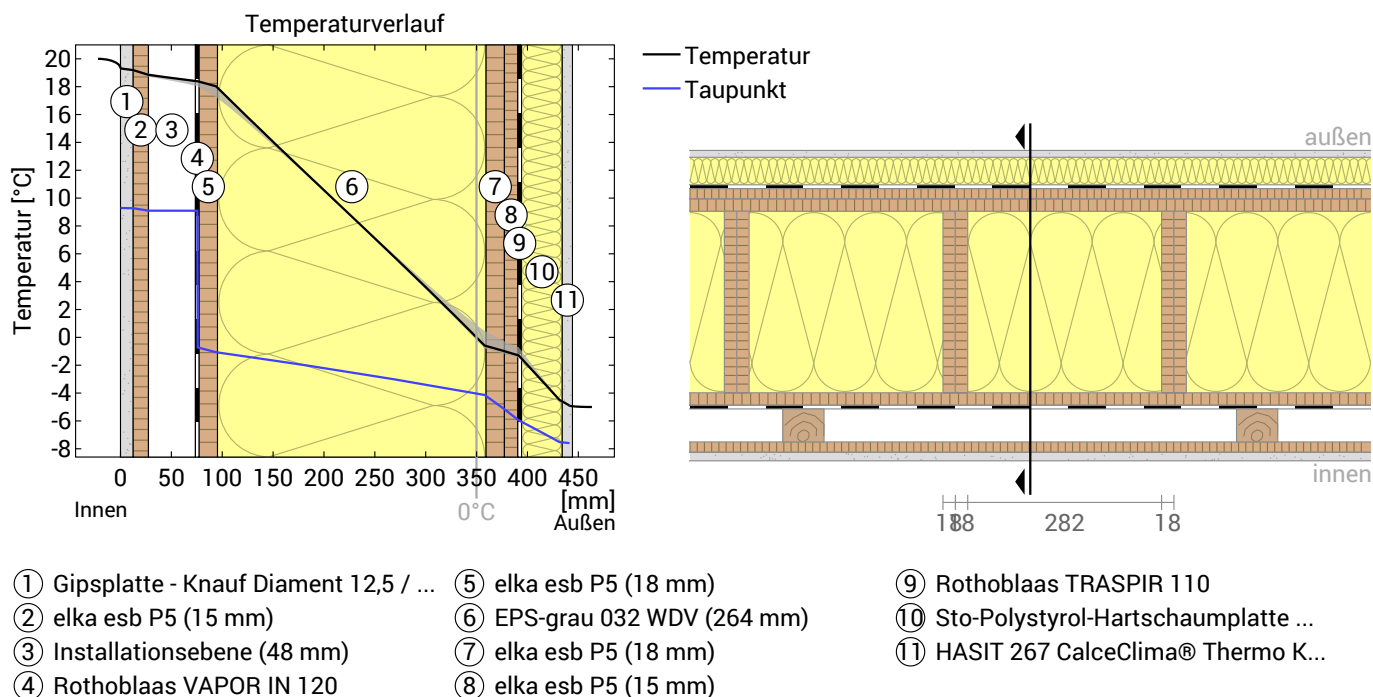 Temperaturverlauf
Temperatur [°C]
20
18
16
14
12
10
8
6
4
2
0
-2
-4
-6
-8
1
2
3
4
5
6
7
8
9
10
11
0 50 100 150 200 250 300 350 400 450
[mm]
Innen
0°C
Außen
Temperatur
Taupunkt
außen
innen
18
18
282
18
1 Gipsplatte - Knauf Diament 12,5 / ...
2 elka esb P5 (15 mm)
3 Installationsebene (48 mm)
4 Rothoblaas VAPOR IN 120
5 elka esb P5 (18 mm)
6 EPS-grau 032 WDV (264 mm)
7 elka esb P5 (18 mm)
8 elka esb P5 (15 mm)
9 Rothoblaas TRASPIR 110
10 Sto-Polystyrol-Hartschaumplatte ...
11 HASIT 267 CalceClima® Thermo K...